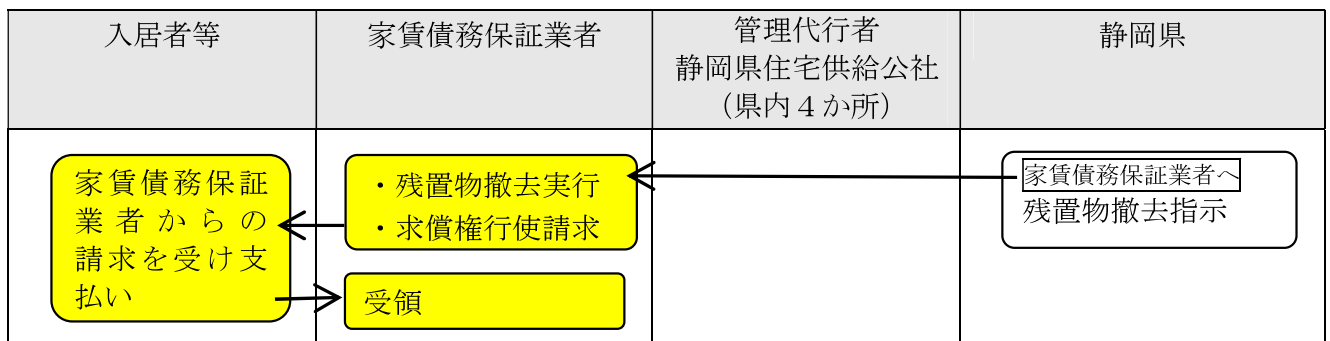 入居者等
家賃債務保証業者
管理代行者
静岡県住宅供給公社
（県内４か所）
静岡県
家賃債務保証
業者からの
請求を受け支
払い
・残置物撤去実行
・求償権行使請求
受領
家賃債務保証業者へ
残置物撤去指示